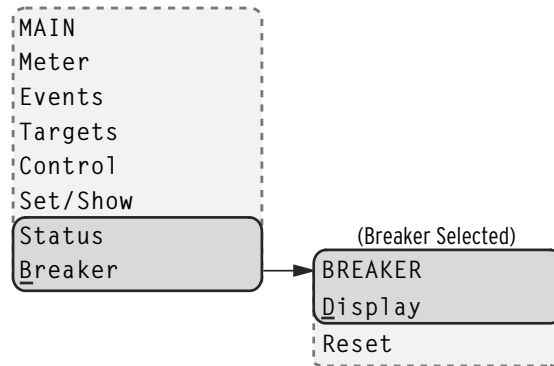 MAIN
Meter
Events
Targets
Control
Set/Show
Status
Breaker
(Breaker Selected)
BREAKER
Display
Reset